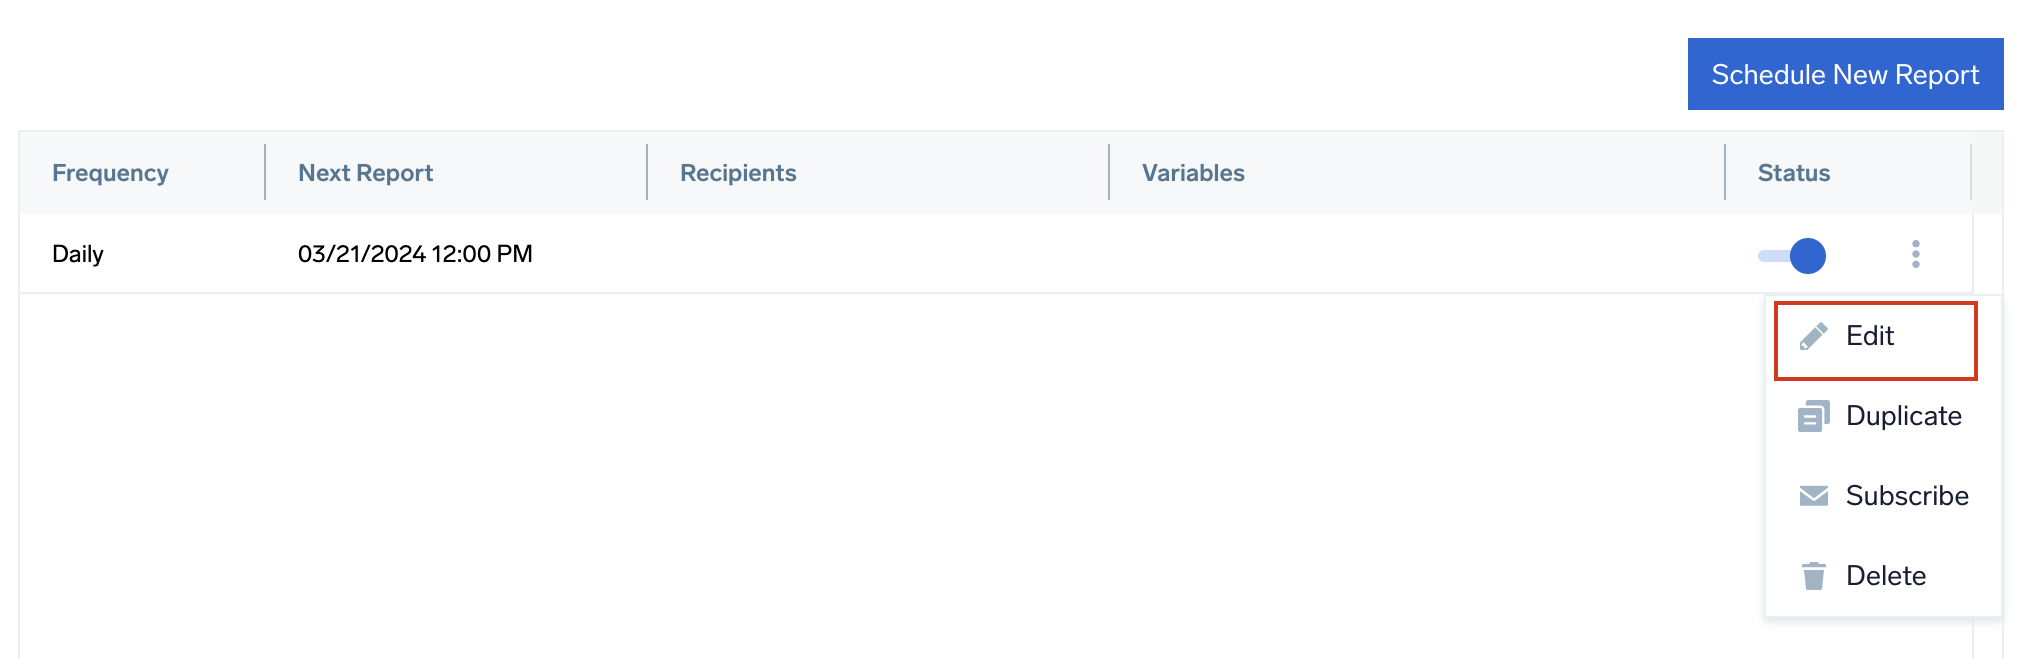 Schedule New Report
Frequency Next Report Recipients Variables Status
Daily 03/21/2024 12:00 PM
Edit
Duplicate
Subscribe
Delete